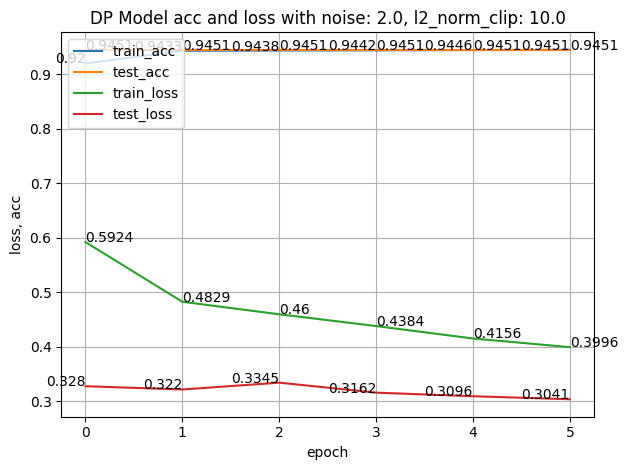 DP Model acc and loss with noise: 2.0, l2_norm_clip: 10.0
loss, acc
0.9
0.8
0.7
0.6
0.5
0.4
0.3
0.92
0.9451
0.9451 0.9438 0.9451 0.9442 0.9451 0.9446 0.9451 0.9451 0.9451
train_acc
test_acc
train_loss
test_loss
0.5924
0.4829
0.46
0.4384
0.4156
0.3996
0.328
0.322
0.3345
0.3162
0.3096
0.3041
0 1 2 3 4 5
epoch